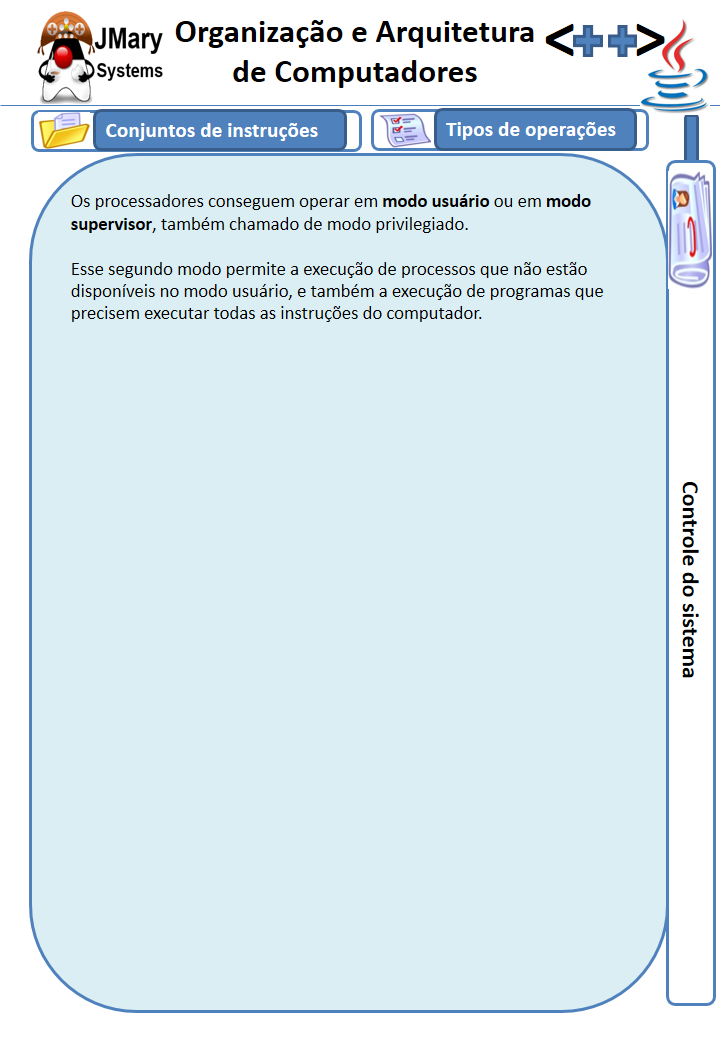 JMary
Systems
Organização e Arquitetura
de Computadores
<++>
Conjuntos de instruções
Tipos de operações
Os processadores conseguem operar em modo usuário ou em modo
supervisor, também chamado de modo privilegiado.
Esse segundo modo permite a execução de processos que não estão
disponíveis no modo usuário, e também a execução de programas que
precisem executar todas as instruções do computador.
Controle do sistema